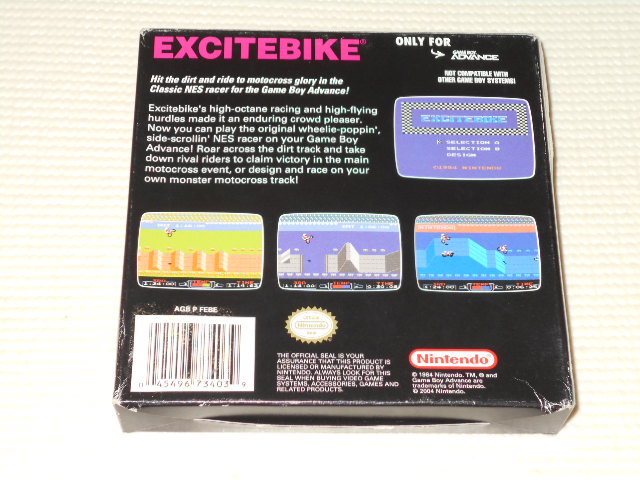 EXCITEBIKE®
ONLY FOR
GAME BOY ADVANCE
NOT COMPATIBLE WITH
OTHER GAME BOY SYSTEMS!
Hit the dirt and ride to motocross glory in the
Classic NES racer for the Game Boy Advance!
Excitebike's high-octane racing and high-flying
hurdles made it an enduring crowd pleaser.
Now you can play the original wheelie-poppin',
side-scrollin' NES racer on your Game Boy
Advance! Roar across the dirt track and take
down rival riders to claim victory in the main
motocross event, or design and race on your
own monster motocross track!
EXCITEBIKE
SELECTION A
SELECTION B
DESIGN
©1984 NINTENDO
AGB P FEBE
0 45496 73403 9
Nintendo
THE OFFICIAL SEAL IS YOUR
ASSURANCE THAT THIS PRODUCT IS
LICENSED OR MANUFACTURED BY
NINTENDO. ALWAYS LOOK FOR THIS
SEAL WHEN BUYING VIDEO GAME
SYSTEMS, ACCESSORIES, GAMES AND
RELATED PRODUCTS.
Nintendo
© 1984 Nintendo. TM, ® and
Game Boy Advance are
trademarks of Nintendo.
© 2004 Nintendo.